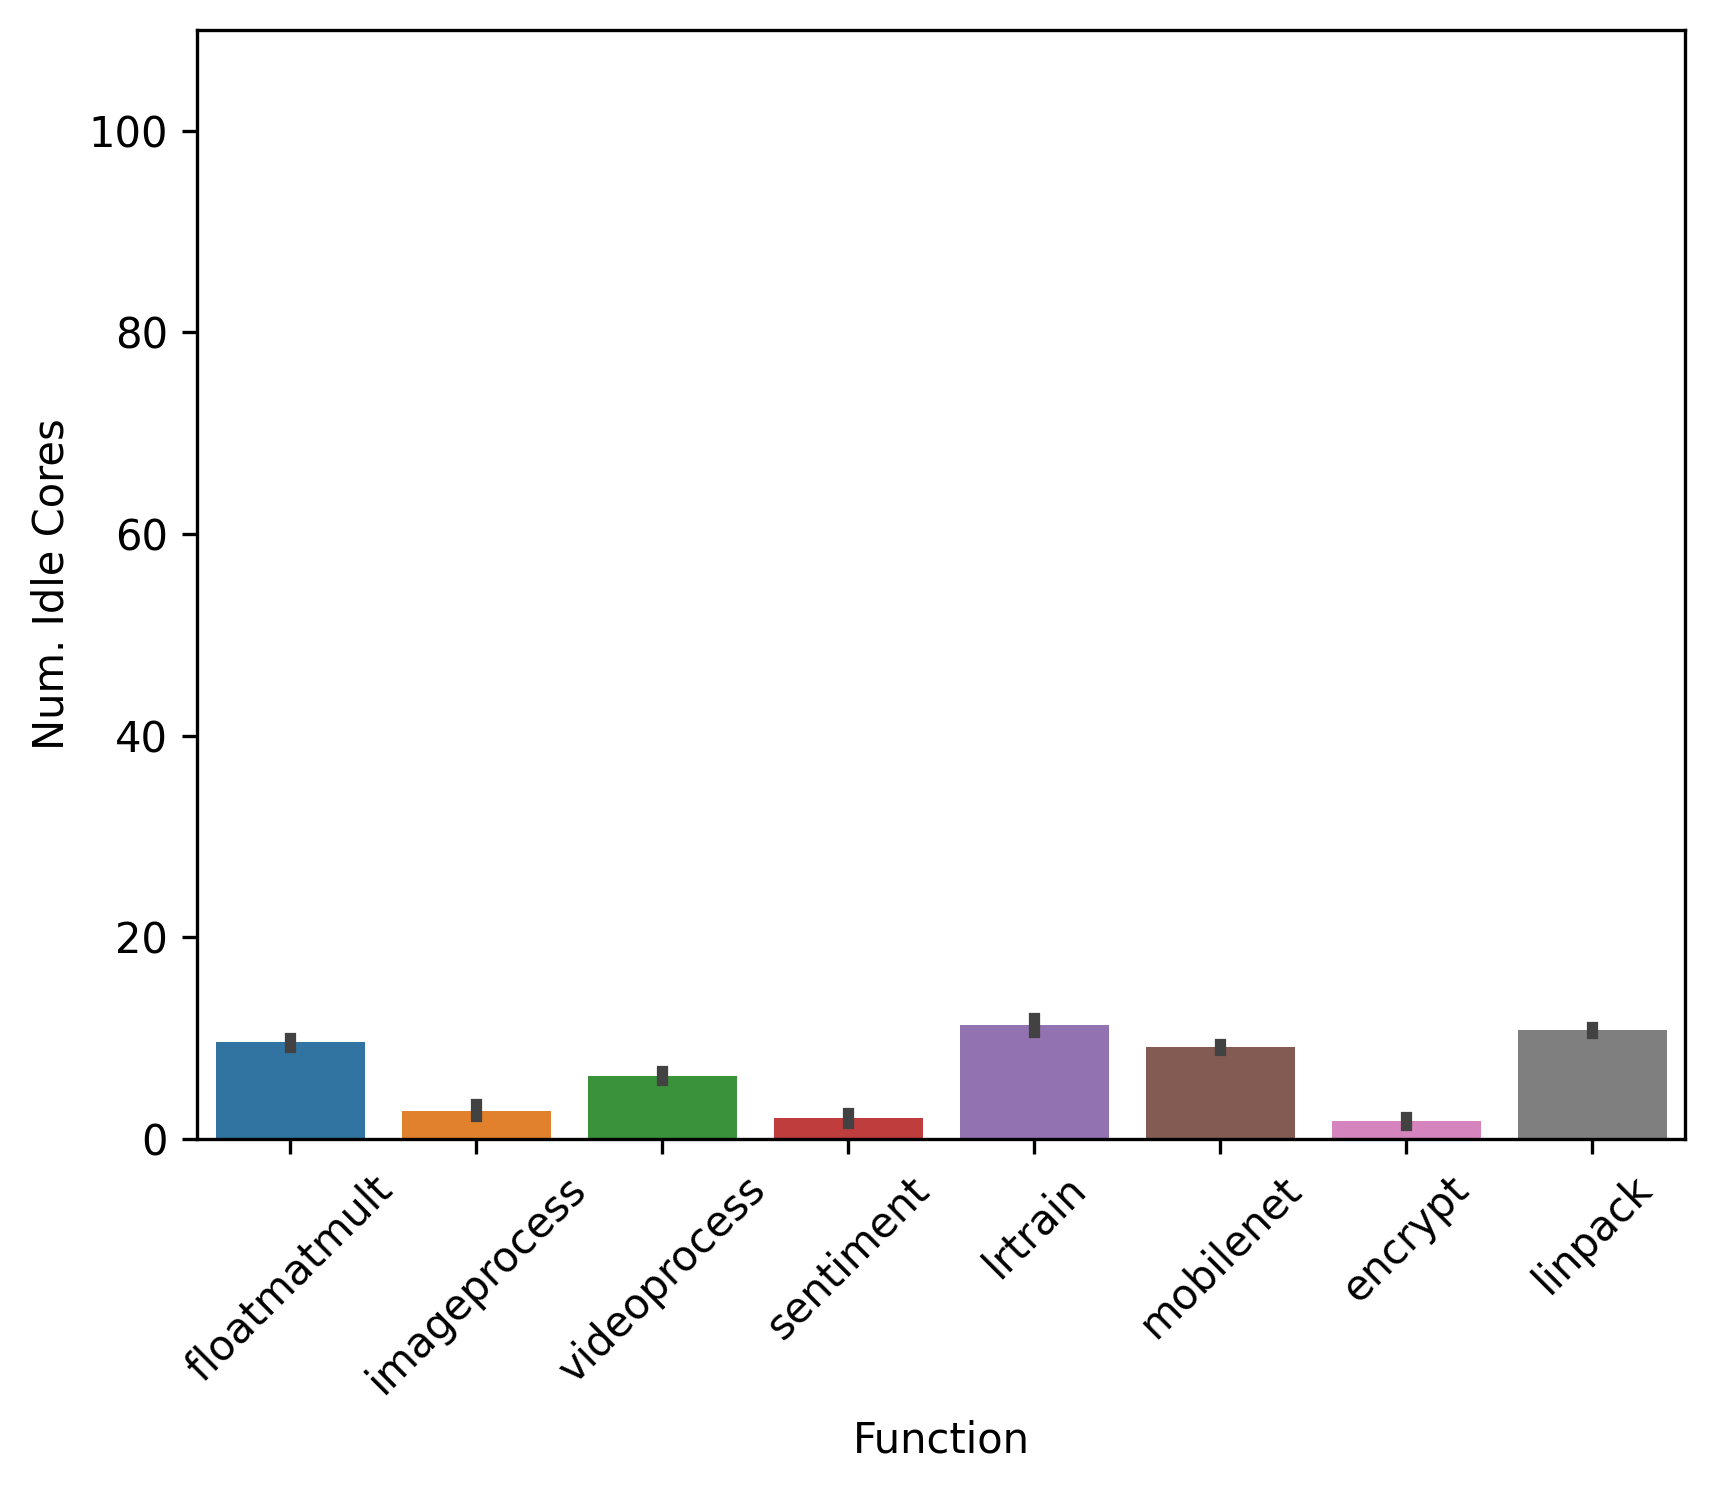 Num. Idle Cores
100
80
60
40
20
0
floatmatmult
imageprocess
videoprocess
sentiment
lrtrain
mobilenet
encrypt
linpack
Function